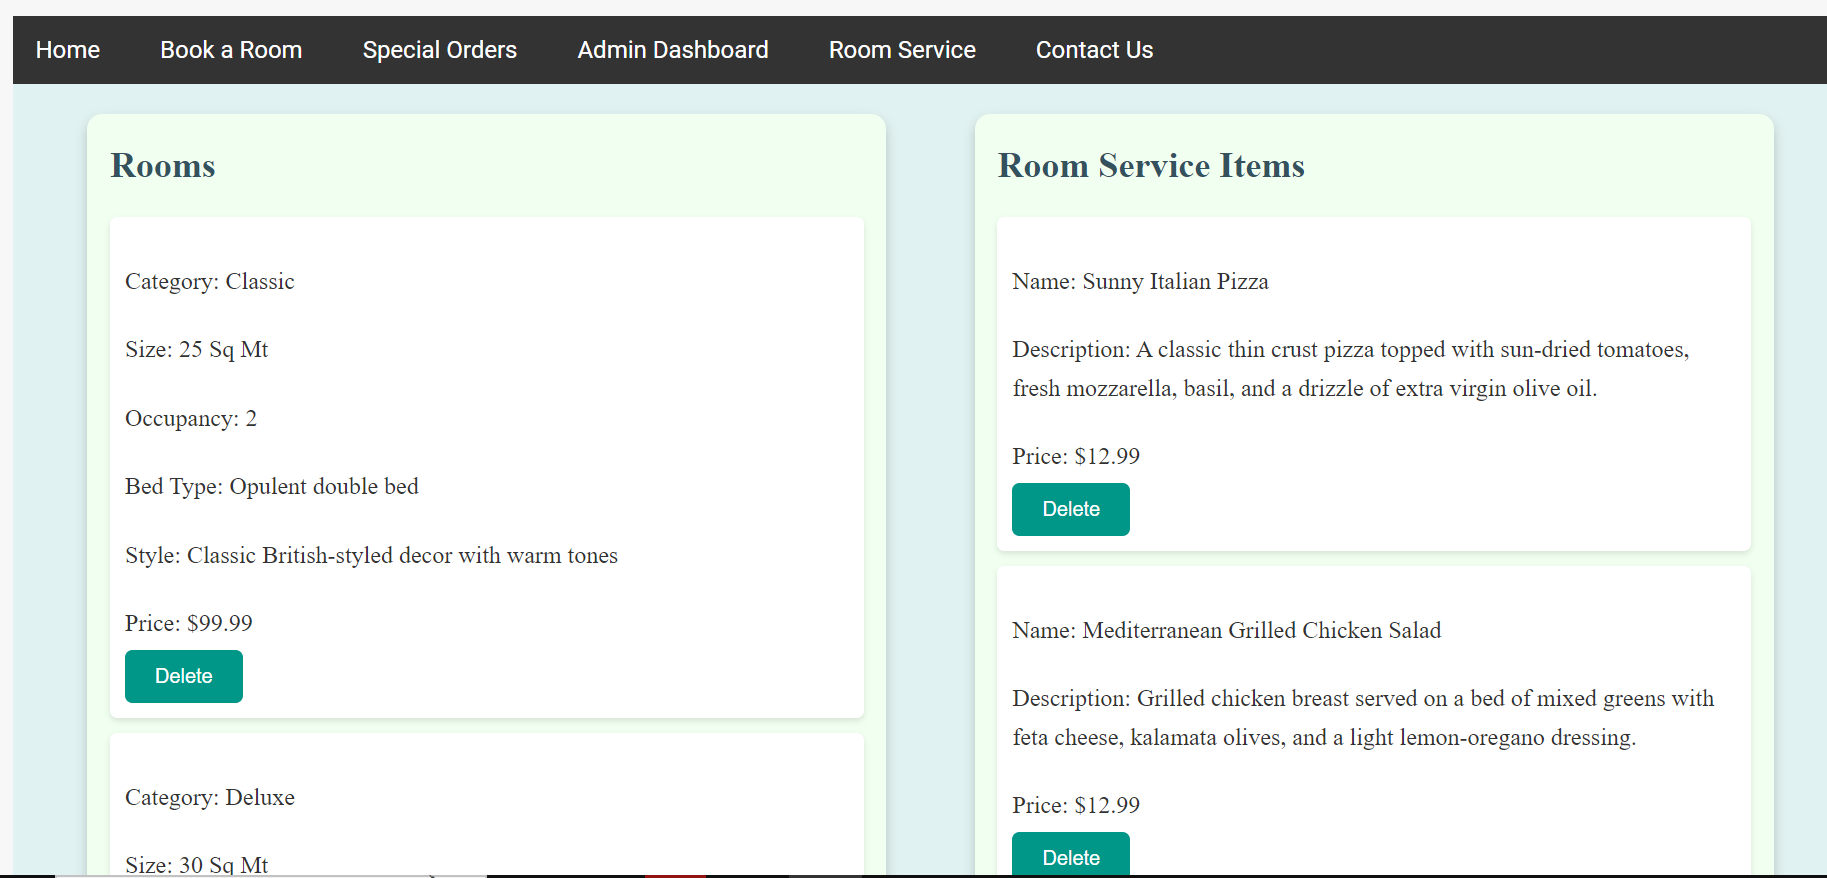 Home Book a Room Special Orders Admin Dashboard Room Service Contact Us
Rooms
Category: Classic
Size: 25 Sq Mt
Occupancy: 2
Bed Type: Opulent double bed
Style: Classic British-styled decor with warm tones
Price: $99.99
Delete
Category: Deluxe
Size: 30 Sq Mt
Room Service Items
Name: Sunny Italian Pizza
Description: A classic thin crust pizza topped with sun-dried tomatoes,
fresh mozzarella, basil, and a drizzle of extra virgin olive oil.
Price: $12.99
Delete
Name: Mediterranean Grilled Chicken Salad
Description: Grilled chicken breast served on a bed of mixed greens with
feta cheese, kalamata olives, and a light lemon-oregano dressing.
Price: $12.99
Delete